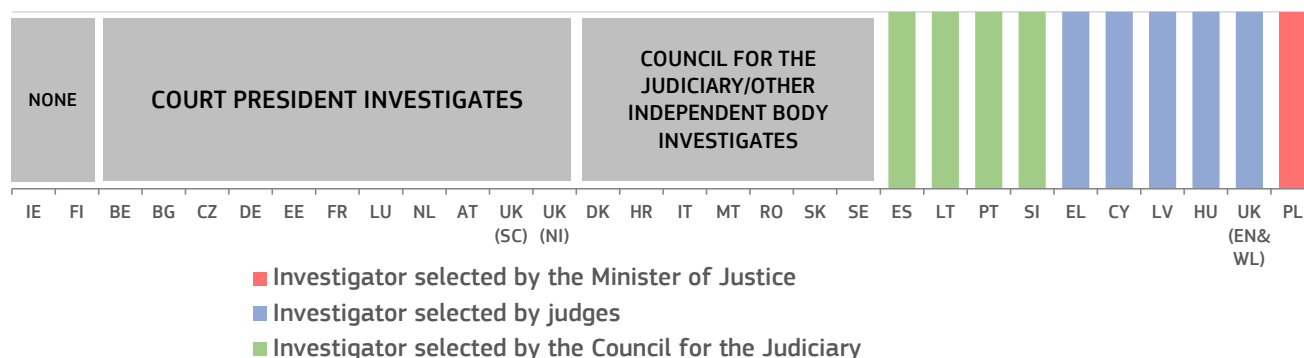 NONE
COURT PRESIDENT INVESTIGATES
COUNCIL FOR THE
JUDICIARY/OTHER
INDEPENDENT BODY
INVESTIGATES
IE FI BE BG CZ DE EE FR LU NL AT UK (SC) UK (NI) DK HR IT MT RO SK SE ES LT PT SI EL CY LV HU UK (EN& WL) PL
Investigator selected by the Minister of Justice
Investigator selected by judges
Investigator selected by the Council for the Judiciary